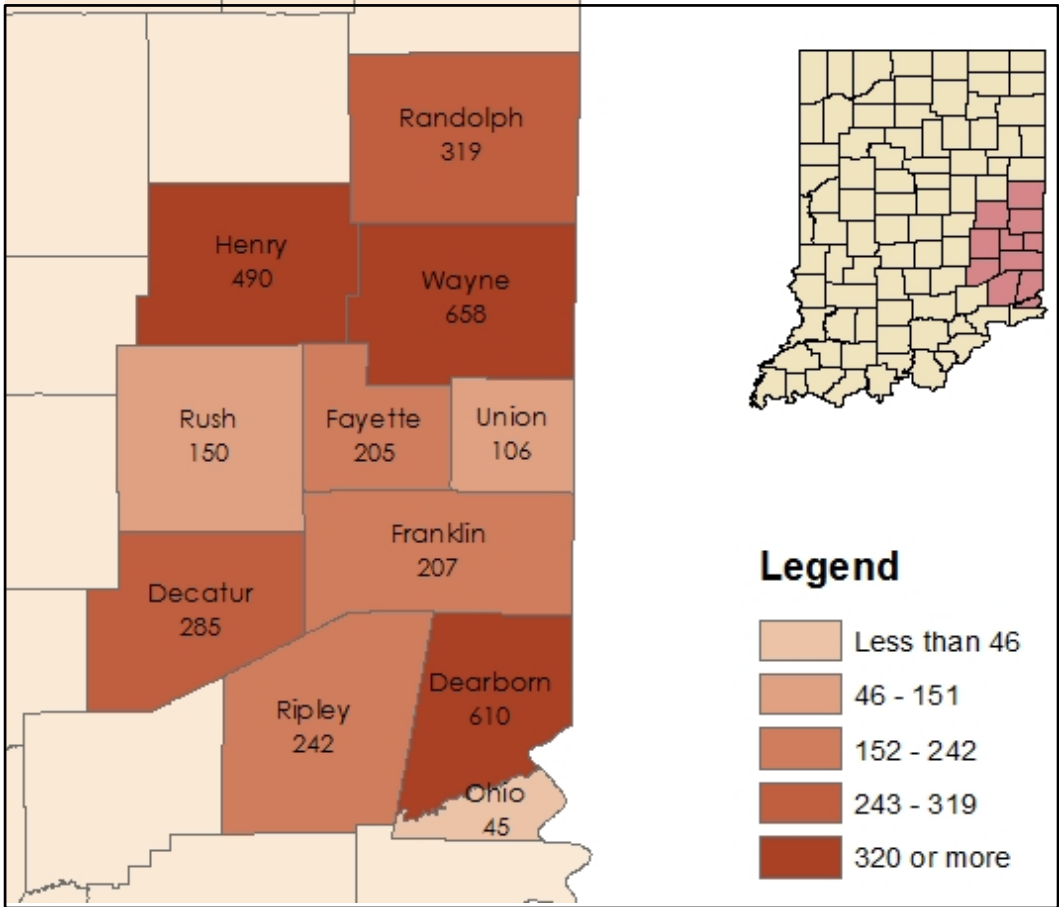 Randolph
319
Henry
490
Wayne
658
Rush
150
Fayette
205
Union
106
Franklin
207
Decatur
285
Dearborn
610
Ripley
242
Ohio
45
Legend
Less than 46
46 - 151
152 - 242
243 - 319
320 or more